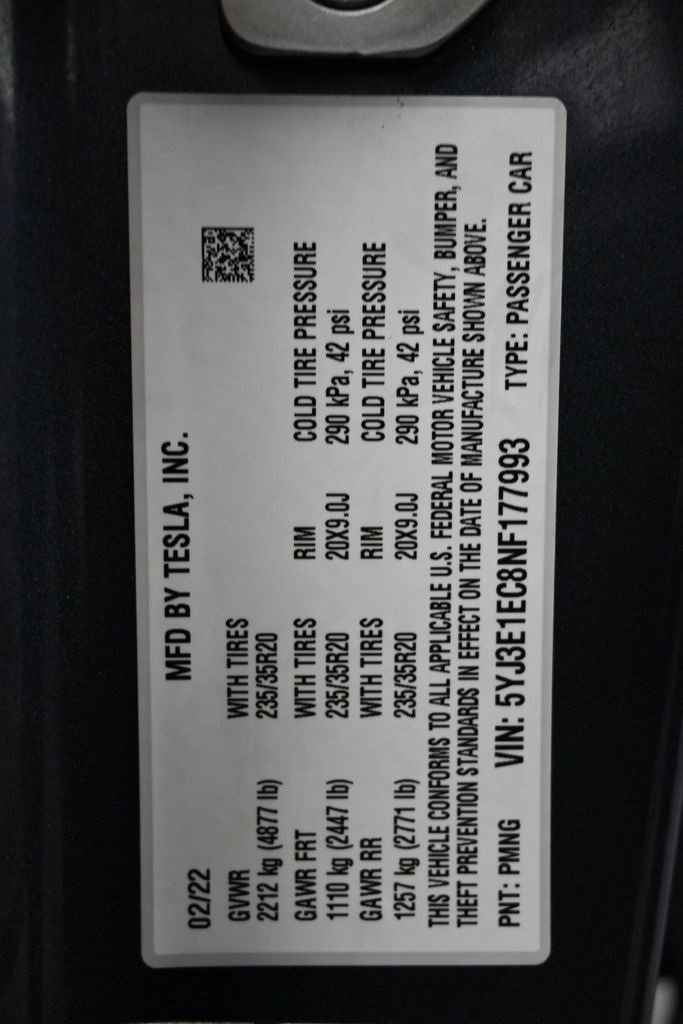 MFD BY TESLA, INC.
02/22
GVWR WITH TIRES
2212 kg (4877 lb) 235/35R20
GAWR FRT WITH TIRES RIM COLD TIRE PRESSURE
1110 kg (2447 lb) 235/35R20 20X9.0J 290 kPa, 42 psi
GAWR RR WITH TIRES RIM COLD TIRE PRESSURE
1257 kg (2771 lb) 235/35R20 20X9.0J 290 kPa, 42 psi
THIS VEHICLE CONFORMS TO ALL APPLICABLE U.S. FEDERAL MOTOR VEHICLE SAFETY, BUMPER, AND
THEFT PREVENTION STANDARDS IN EFFECT ON THE DATE OF MANUFACTURE SHOWN ABOVE.
PNT: PMNG VIN: 5YJ3E1EC8NF177993 TYPE: PASSENGER CAR